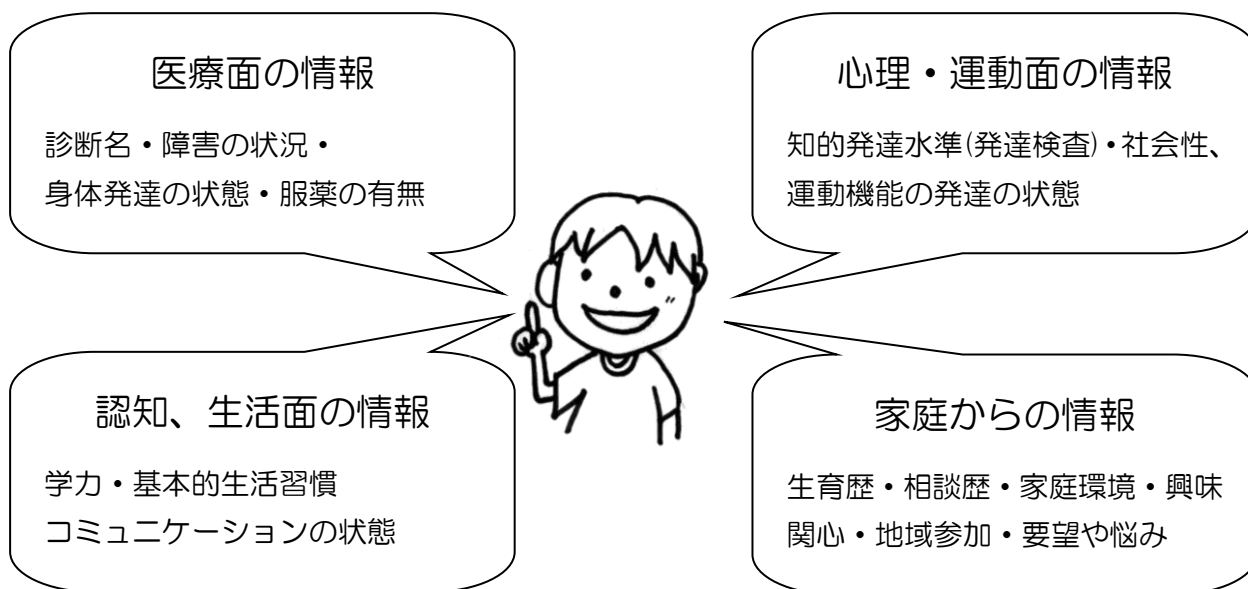 医療面の情報
診断名・障害の状況・
身体発達の状態・服薬の有無
心理・運動面の情報
知的発達水準(発達検査)・社会性、
運動機能の発達の状態
認知、生活面の情報
学力・基本的生活習慣
コミュニケーションの状態
家庭からの情報
生育歴・相談歴・家庭環境・興味
関心・地域参加・要望や悩み